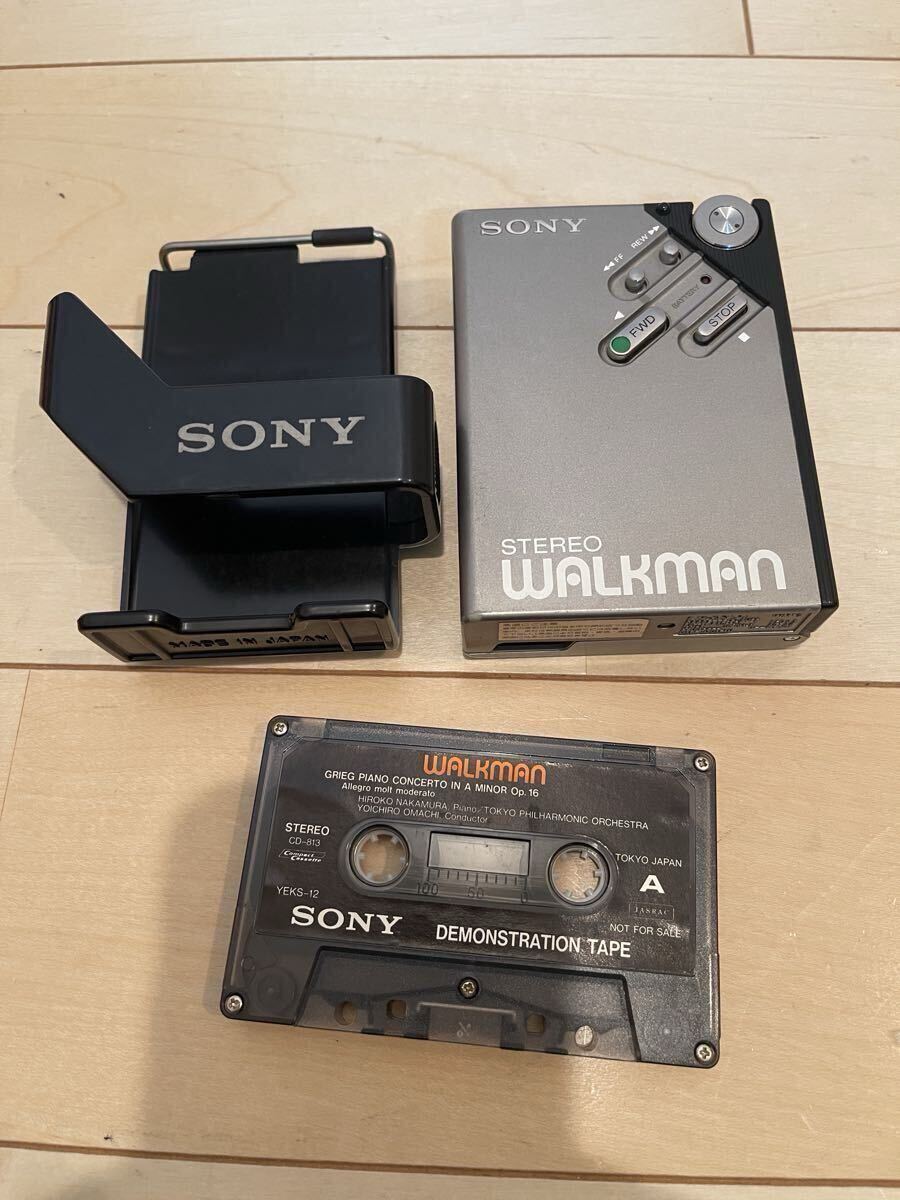 SONY
MADE IN JAPAN
SONY
REW ▶▶
◀◀ FF
BATTERY
FWD
STOP
STEREO
WALKMAN
WALKMAN
GRIEG PIANO CONCERTO IN A MINOR Op.16
Allegro molt moderato
HIROKO NAKAMURA, Piano/TOKYO PHILHARMONIC ORCHESTRA
YOICHIRO OMACHI, Conductor
STEREO
CD-813
Compact Cassette
TOKYO JAPAN
A
100 50 0
YEKS-12
JASRAC
NOT FOR SALE
SONY
DEMONSTRATION TAPE